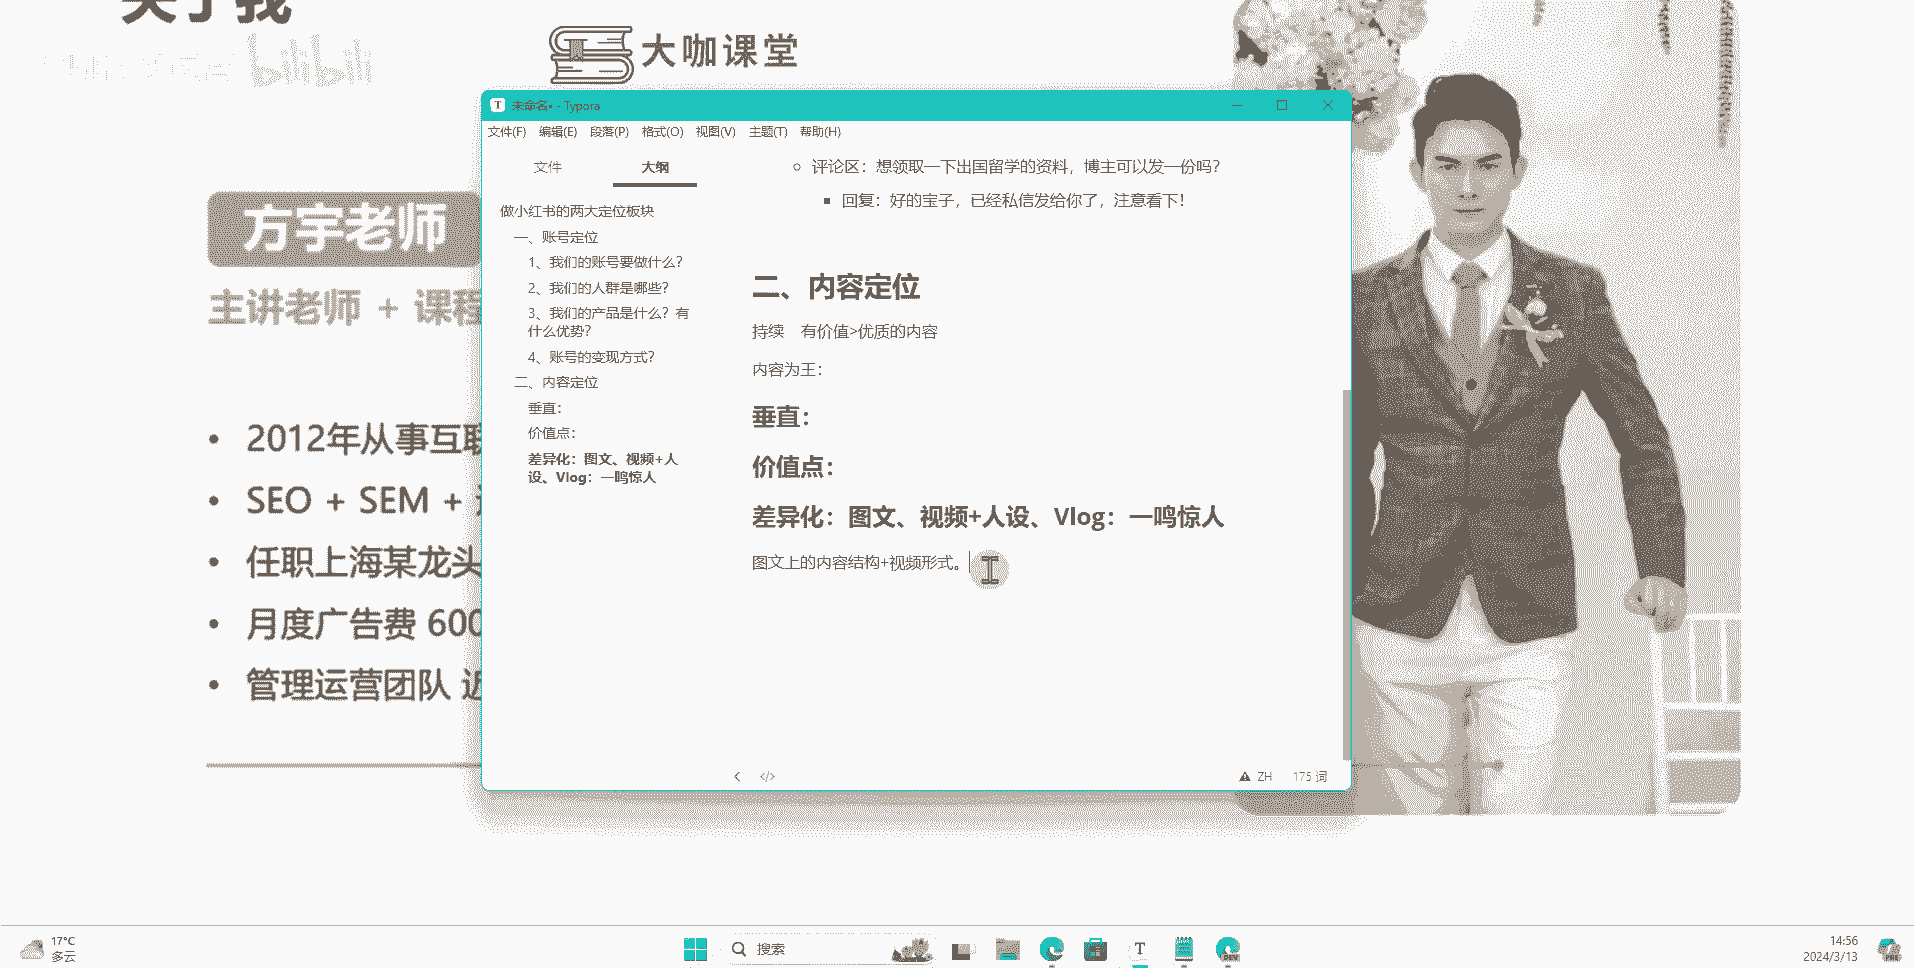 关于我
bilibili
大咖课堂
方宇老师
主讲老师 + 课程
2012年从事互联
SEO + SEM +
任职上海某龙头
月度广告费 600
管理运营团队 近
未命名• - Typora
文件(F) 编辑(E) 段落(P) 格式(O) 视图(V) 主题(T) 帮助(H)
文件 大纲
做小红书的两大定位板块
一、账号定位
1、我们的账号要做什么?
2、我们的人群是哪些?
3、我们的产品是什么?有
什么优势?
4、账号的变现方式?
二、内容定位
垂直:
价值点:
差异化:图文、视频+人
设、Vlog:一鸣惊人
评论区:想领取一下出国留学的资料,博主可以发一份吗?
回复:好的宝子,已经私信发给你了,注意看下!
二、内容定位
持续 有价值>优质的内容
内容为王:
垂直:
价值点:
差异化:图文、视频+人设、Vlog:一鸣惊人
图文上的内容结构+视频形式。
ZH 175 词
17°C
多云
搜索
14:56
2024/3/13